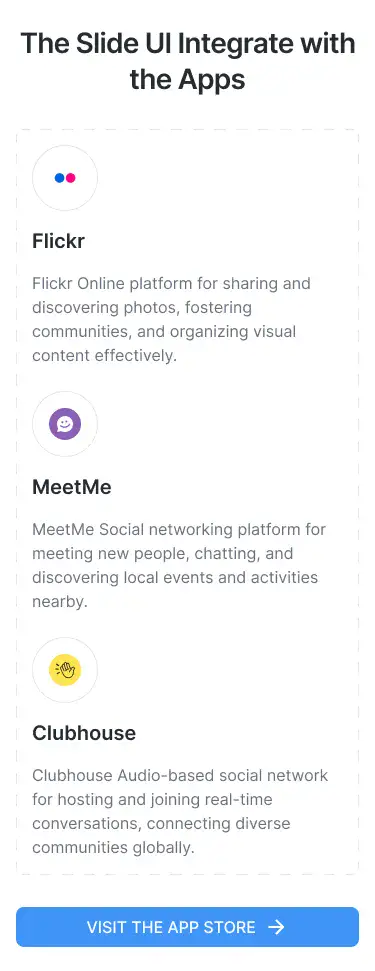 The Slide UI Integrate with
the Apps
Flickr
Flickr Online platform for sharing and
discovering photos, fostering
communities, and organizing visual
content effectively.
MeetMe
MeetMe Social networking platform for
meeting new people, chatting, and
discovering local events and activities
nearby.
Clubhouse
Clubhouse Audio-based social network
for hosting and joining real-time
conversations, connecting diverse
communities globally.
VISIT THE APP STORE